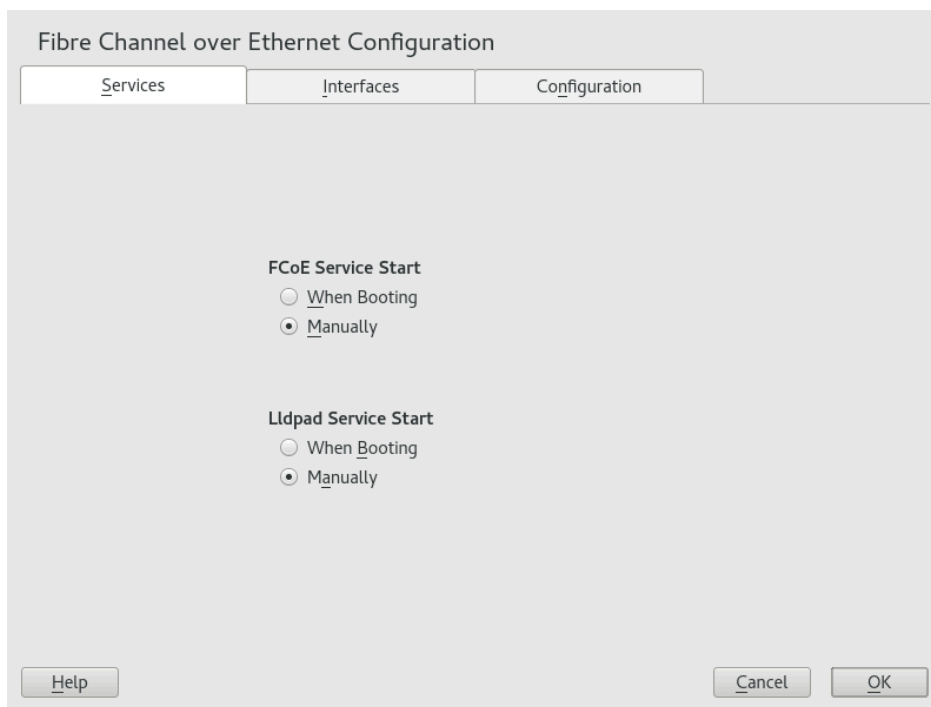 Fibre Channel over Ethernet Configuration
Services
Interfaces
Configuration
FCoE Service Start
When Booting
Manually
Lldpad Service Start
When Booting
Manually
Help
Cancel
OK